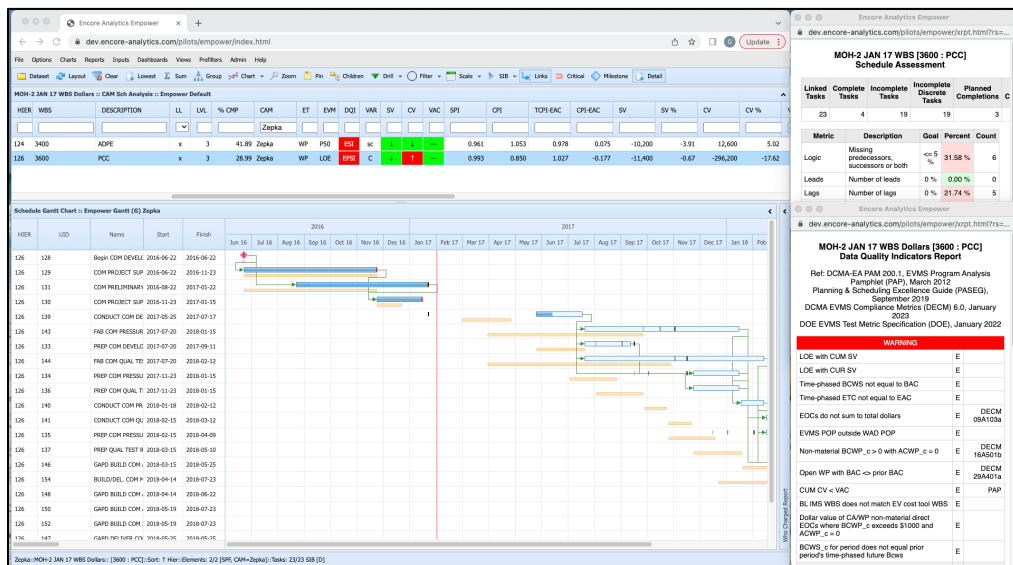 Encore Analytics Empower
dev.encore-analytics.com/pilots/empower/index.html
Update
File Options Charts Reports Inputs Dashboards Views Prefilters Admin Help
Dataset Layout Clear Lowest Sum Group Chart Zoom Pin Children Drill Filter Scale SIB Links Critical Milestone Detail
MOH-2 JAN 17 WBS Dollars :: CAM Sch Analysis :: Empower Default
HIER WBS DESCRIPTION LL LVL % CMP CAM ET EVM DQI VAR SV CV VAC SPI CPI TCPI-EAC CPI-EAC SV SV % CV CV %
Zepka
124 3400 ADPE x 3 41.89 Zepka WP P50 ESI sc ↓ ↓ — 0.961 1.053 0.978 0.075 -10,200 -3.91 12,600 5.02
126 3600 PCC x 3 28.99 Zepka WP LOE EFSI C ↓ ↑ — 0.993 0.850 1.027 -0.177 -11,400 -0.67 -296,200 -17.62
Schedule Gantt Chart :: Empower Gantt (G) Zepka
HIER UID Name Start Finish
2016 2017
Jun 16 Jul 16 Aug 16 Sep 16 Oct 16 Nov 16 Dec 16 Jan 17 Feb 17 Mar 17 Apr 17 May 17 Jun 17 Jul 17 Aug 17 Sep 17 Oct 17 Nov 17 Dec 17 Jan 18 Feb
126 128 Begin COM DEVELC 2016-06-22 2016-06-22
126 129 COM PROJECT SUP 2016-06-22 2016-11-23
126 131 COM PRELIMINARY 2016-08-22 2017-01-22
126 130 COM PROJECT SUP 2016-11-23 2017-01-15
126 139 CONDUCT COM DE 2017-05-25 2017-07-17
126 143 FAB COM PRESSUR 2017-07-20 2018-01-15
126 133 PREP COM DEVELC 2017-07-20 2017-09-11
126 144 FAB COM QUAL TE 2017-07-20 2018-02-12
126 134 PREP COM PRESSU 2017-11-23 2018-01-15
126 136 PREP COM QUAL TI 2017-11-23 2018-01-15
126 140 CONDUCT COM PR 2018-01-18 2018-02-12
126 141 CONDUCT COM QU 2018-02-15 2018-03-12
126 135 PREP COM PRESSU 2018-02-15 2018-04-09
126 137 PREP QUAL TEST R 2018-03-15 2018-05-10
126 146 GAPD BUILD COM 2018-03-15 2018-05-25
126 154 BUILD/DEL. COM 2018-04-14 2018-07-23
126 148 GAPD BUILD COM 2018-04-14 2018-06-22
126 150 GAPD BUILD COM 2018-05-19 2018-07-23
126 152 GAPD BUILD COM 2018-05-19 2018-07-23
126 147 GAPD DELIVER COI 2018-05-25 2018-05-25
Who Charged Report
Zepka::MOH-2 JAN 17 WBS Dollars:: [3600 : PCC]::Sort: ↑ Hier::Elements: 2/2 [SPF, CAM=Zepka]::Tasks: 23/23 SIB [D]
Encore Analytics Empower
dev.encore-analytics.com/pilots/empower/xrpt.html?rs=...
MOH-2 JAN 17 WBS [3600 : PCC]
Schedule Assessment
Linked Tasks Complete Tasks Incomplete Tasks Incomplete Discrete Tasks Planned Completions C
23 4 19 19 3
Metric Description Goal Percent Count
Logic Missing predecessors, successors or both <= 5 % 31.58 % 6
Leads Number of leads 0 % 0.00 % 0
Lags Number of lags 0 % 21.74 % 5
Encore Analytics Empower
dev.encore-analytics.com/pilots/empower/xrpt.html?rs=...
MOH-2 JAN 17 WBS Dollars [3600 : PCC]
Data Quality Indicators Report
Ref: DCMA-EA PAM 200.1, EVMS Program Analysis
Pamphlet (PAP), March 2012
Planning & Scheduling Excellence Guide (PASEG),
September 2019
DCMA EVMS Compliance Metrics (DECM) 6.0, January
2023
DOE EVMS Test Metric Specification (DOE), January 2022
WARNING
LOE with CUM SV E
LOE with CUR SV E
Time-phased BCWS not equal to BAC E
Time-phased ETC not equal to EAC E
EOCs do not sum to total dollars E DECM 09A103a
EVMS POP outside WAD POP E
Non-material BCWP_c > 0 with ACWP_c = 0 E DECM 16A501b
Open WP with BAC <> prior BAC E DECM 29A401a
CUM CV < VAC E PAP
BL IMS WBS does not match EV cost tool WBS E
Dollar value of CA/WP non-material direct
EOCs where BCWP_c exceeds $1000 and E
ACWP_c = 0
BCWS_c for period does not equal prior
period's time-phased future Bcws E